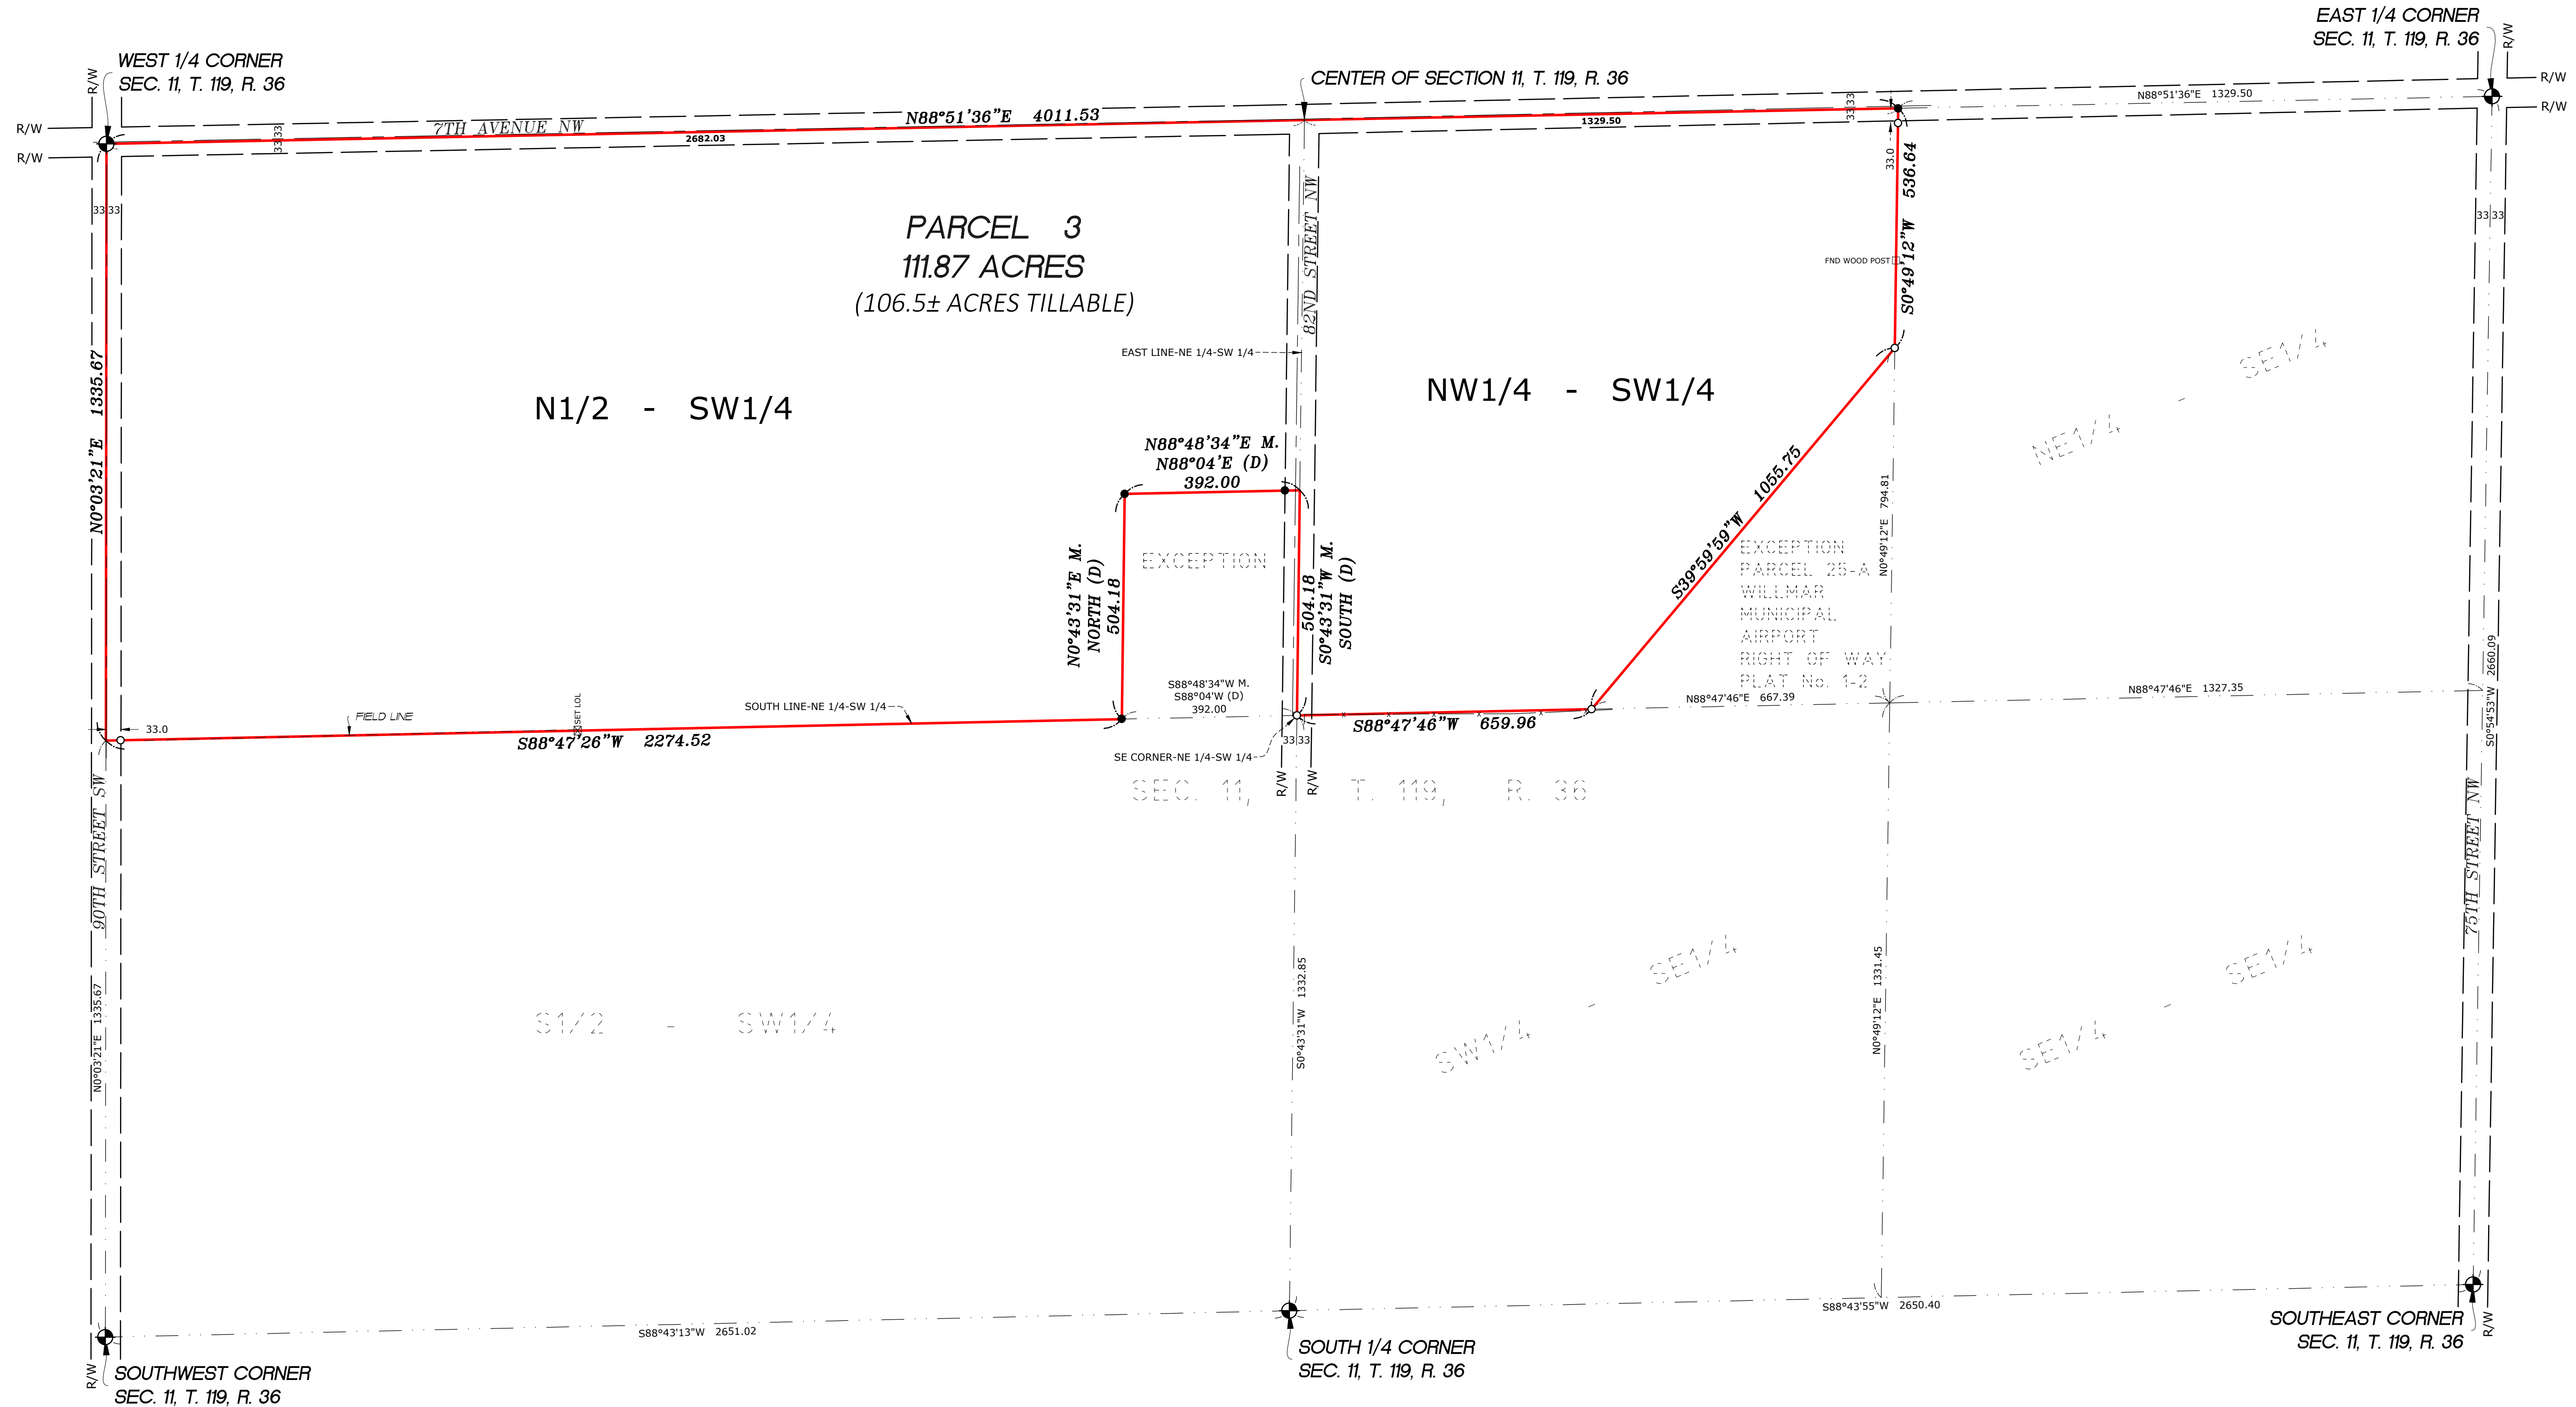 EAST 1/4 CORNER
SEC. 11, T. 119, R. 36
R/W
WEST 1/4 CORNER
SEC. 11, T. 119, R. 36
R/W
R/W
R/W
CENTER OF SECTION 11, T. 119, R. 36
R/W
R/W
N88°51'36"E 1329.50
N88°51'36"E 4011.53
7TH AVENUE NW
33 33
2682.03
1329.50
33 33
33.0
S0°49'12"W 536.64
33 33
33 33
PARCEL 3
111.87 ACRES
(106.5± ACRES TILLABLE)
82ND STREET NW
FND WOOD POST
EAST LINE-NE 1/4-SW 1/4
N1/2 - SW1/4
NW1/4 - SW1/4
NE1/4 - SE1/4
N0°03'21"E 1335.67
N88°48'34"E M.
N88°04'E (D)
392.00
EXCEPTION
N0°43'31"E M.
NORTH (D)
504.18
504.18
S0°43'31"W M.
SOUTH (D)
S39°59'59"W 1055.75
N0°49'12"E 794.81
EXCEPTION
PARCEL 25-A
WILLMAR
MUNICIPAL
AIRPORT
RIGHT OF WAY
PLAT No. 1-2
S88°48'34"W M.
S88°04'W (D)
392.00
N88°47'46"E 667.39
N88°47'46"E 1327.35
S0°54'53"W 2660.09
SOUTH LINE-NE 1/4-SW 1/4
FIELD LINE
SET LOL
33.0
S88°47'26"W 2274.52
S88°47'46"W 659.96
33 33
SE CORNER-NE 1/4-SW 1/4
R/W
R/W
SEC. 11, T. 119, R. 36
90TH STREET SW
75TH STREET NW
N0°03'21"E 1335.67
S1/2 - SW1/4
S0°43'31"W 1332.85
SW1/4 - SE1/4
N0°49'12"E 1331.45
SE1/4 - SE1/4
S88°43'13"W 2651.02
S88°43'55"W 2650.40
SOUTHEAST CORNER
SEC. 11, T. 119, R. 36
R/W
SOUTH 1/4 CORNER
SEC. 11, T. 119, R. 36
R/W
SOUTHWEST CORNER
SEC. 11, T. 119, R. 36